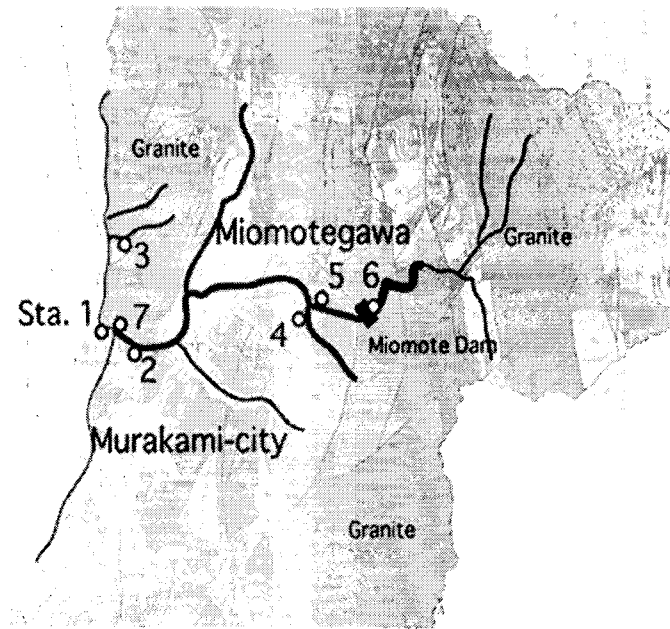 Granite
Miomotegawa
Granite
3
5
6
Sta. 1
7
4
Miomote Dam
2
Murakami-city
Granite